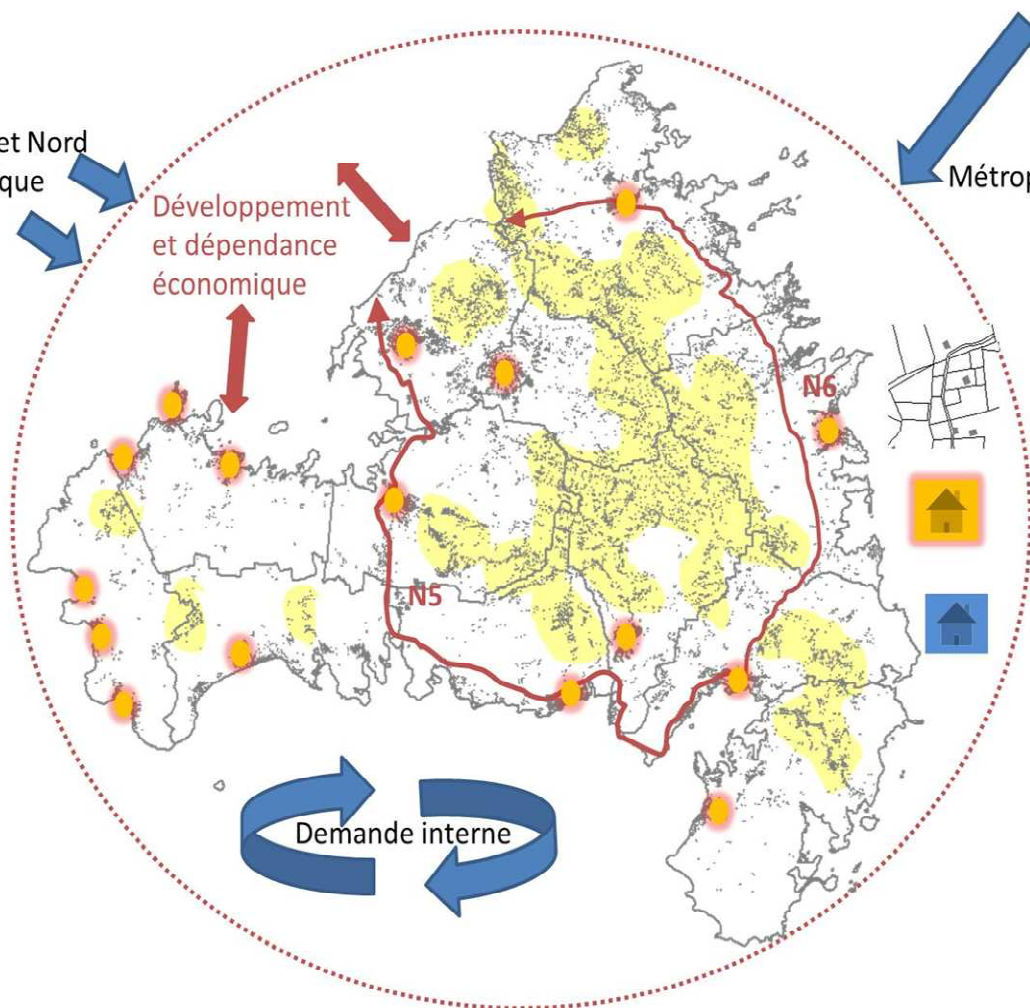 et Nord
que
Métrop
Développement
et dépendance
économique
N6
N5
Demande interne